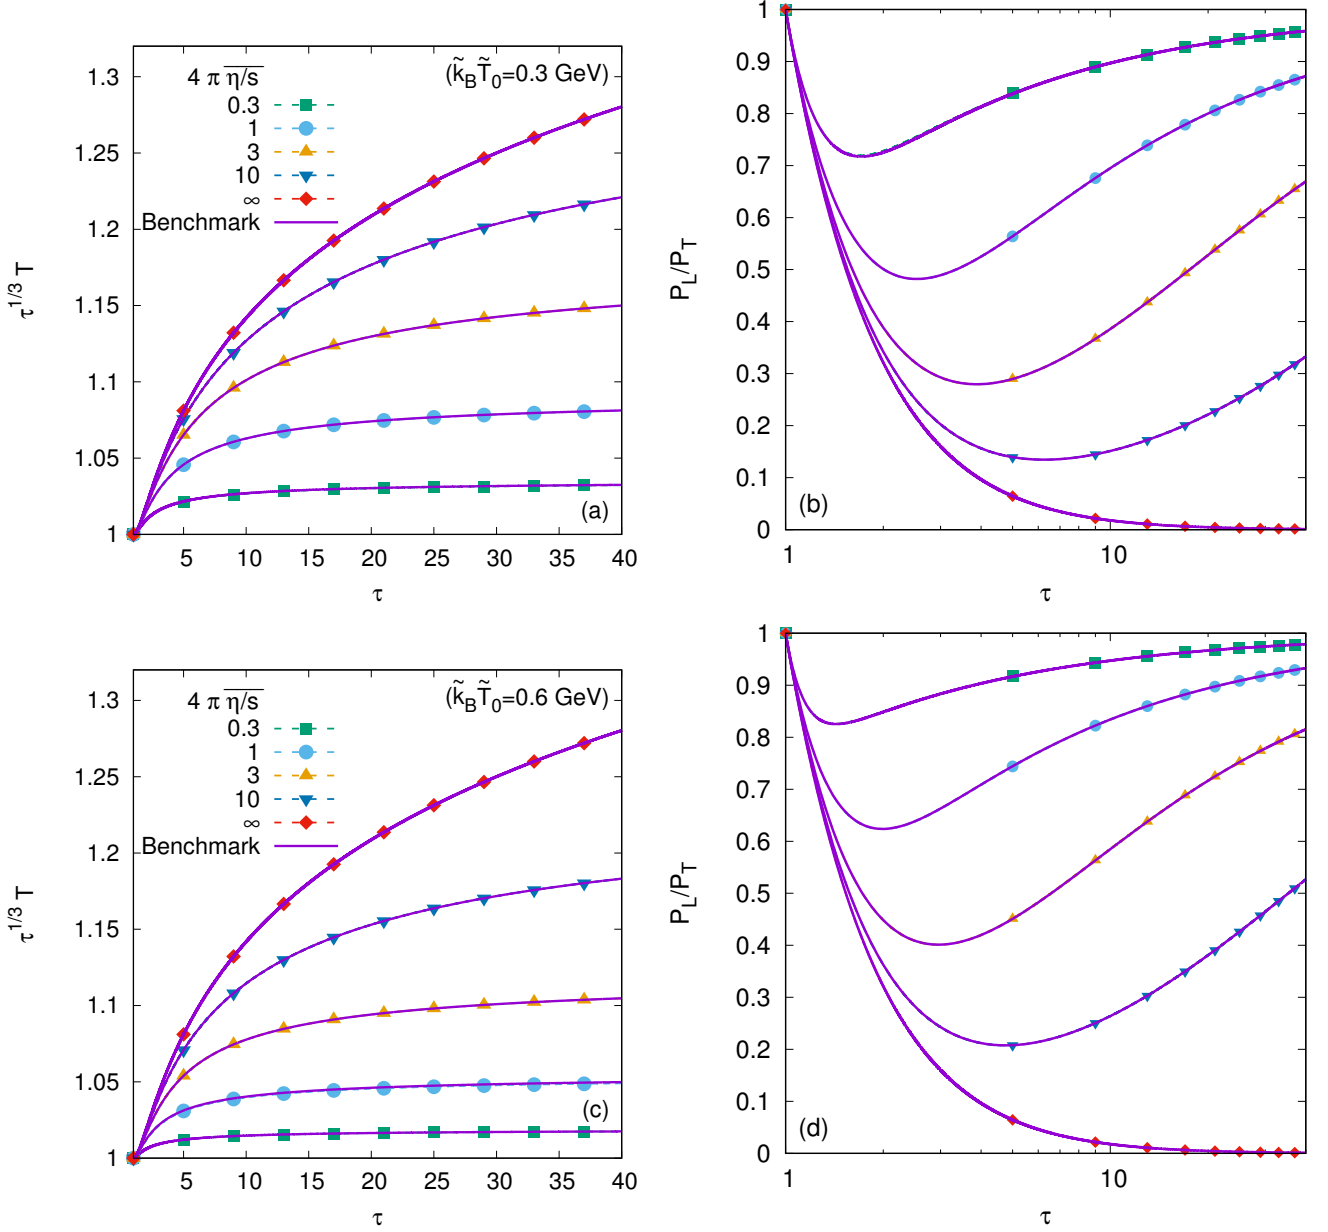 τ^{1/3} T
1.3
1.25
1.2
1.15
1.1
1.05
1
4 π \overline{η/s}
(k̃_B T̃_0=0.3 GeV)
0.3
1
3
10
∞
Benchmark
(a)
5 10 15 20 25 30 35 40
τ
P_L/P_T
1
0.9
0.8
0.7
0.6
0.5
0.4
0.3
0.2
0.1
0
(b)
1 10
τ
τ^{1/3} T
1.3
1.25
1.2
1.15
1.1
1.05
1
4 π \overline{η/s}
(k̃_B T̃_0=0.6 GeV)
0.3
1
3
10
∞
Benchmark
(c)
5 10 15 20 25 30 35 40
τ
P_L/P_T
1
0.9
0.8
0.7
0.6
0.5
0.4
0.3
0.2
0.1
0
(d)
1 10
τ